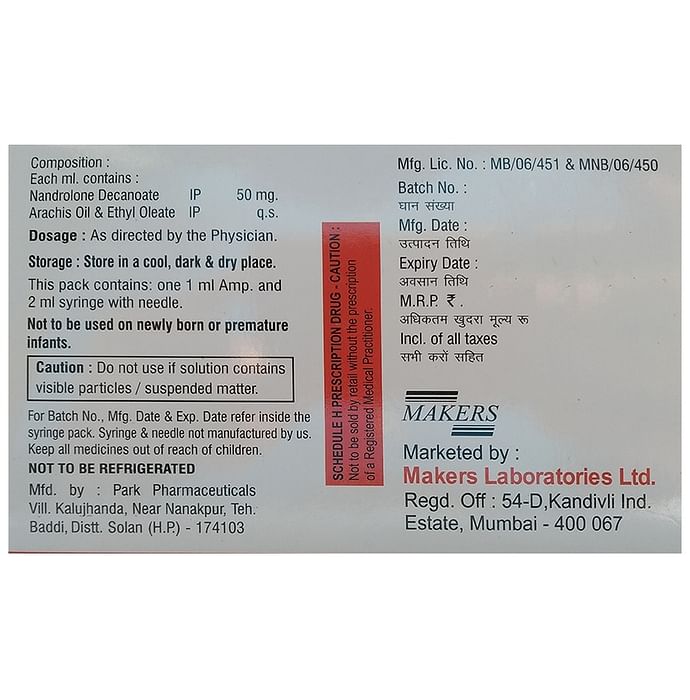 Composition :
Each ml. contains :
Nandrolone Decanoate IP 50 mg.
Arachis Oil & Ethyl Oleate IP q.s.
Dosage : As directed by the Physician.
Storage : Store in a cool, dark & dry place.
This pack contains: one 1 ml Amp. and
2 ml syringe with needle.
Not to be used on newly born or premature
infants.
Caution : Do not use if solution contains
visible particles / suspended matter.
For Batch No., Mfg. Date & Exp. Date refer inside the
syringe pack. Syringe & needle not manufactured by us.
Keep all medicines out of reach of children.
NOT TO BE REFRIGERATED
Mfd. by : Park Pharmaceuticals
Vill. Kalujhanda, Near Nanakpur, Teh.
Baddi, Distt. Solan (H.P.) - 174103
SCHEDULE H PRESCRIPTION DRUG - CAUTION :
Not to be sold by retail without the prescription
of a Registered Medical Practitioner.
Mfg. Lic. No. : MB/06/451 & MNB/06/450
Batch No. :
घान संख्या
Mfg. Date :
उत्पादन तिथि
Expiry Date :
अवसान तिथि
M.R.P. ₹ .
अधिकतम खुदरा मूल्य रू
Incl. of all taxes
सभी करों सहित
MAKERS
Marketed by :
Makers Laboratories Ltd.
Regd. Off : 54-D,Kandivli Ind.
Estate, Mumbai - 400 067